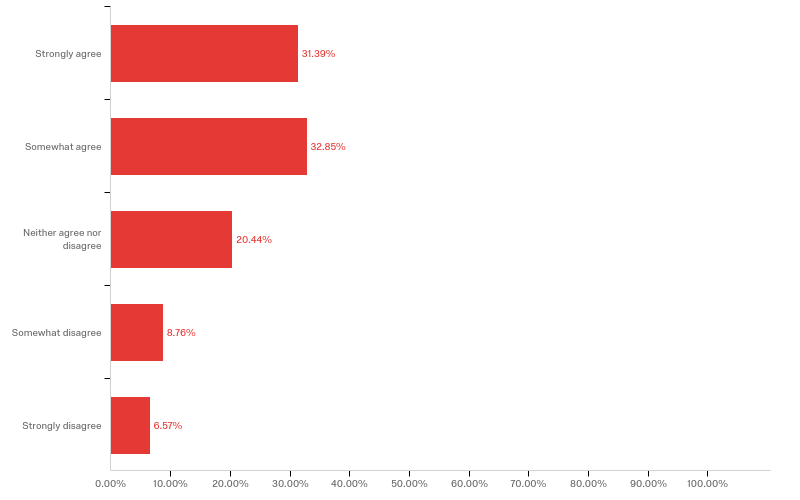 Strongly agree
31.39%
Somewhat agree
32.85%
Neither agree nor
disagree
20.44%
Somewhat disagree
8.76%
Strongly disagree
6.57%
0.00% 10.00% 20.00% 30.00% 40.00% 50.00% 60.00% 70.00% 80.00% 90.00% 100.00%